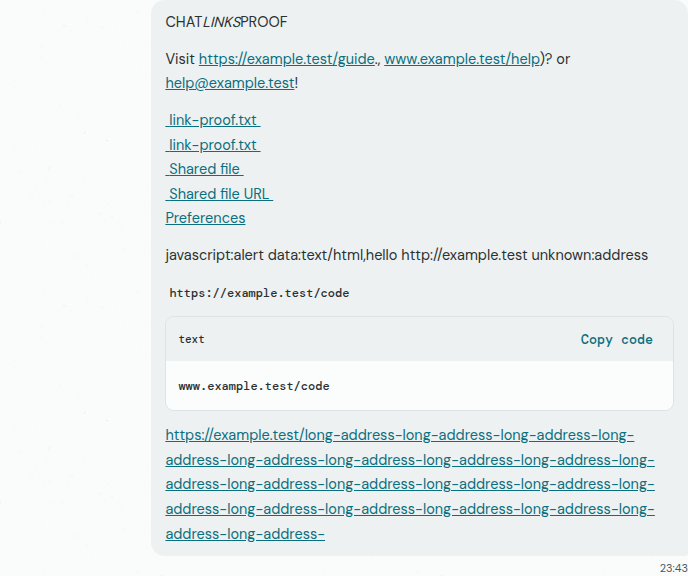 CHATLINKSPROOF
Visit https://example.test/guide., www.example.test/help)? or
help@example.test!
link-proof.txt
link-proof.txt
Shared file
Shared file URL
Preferences
javascript:alert data:text/html,hello http://example.test unknown:address
https://example.test/code
text
Copy code
www.example.test/code
https://example.test/long-address-long-address-long-address-long-
address-long-address-long-address-long-address-long-address-long-
address-long-address-long-address-long-address-long-address-long-
address-long-address-long-address-long-address-long-address-long-
address-long-address-
23:43